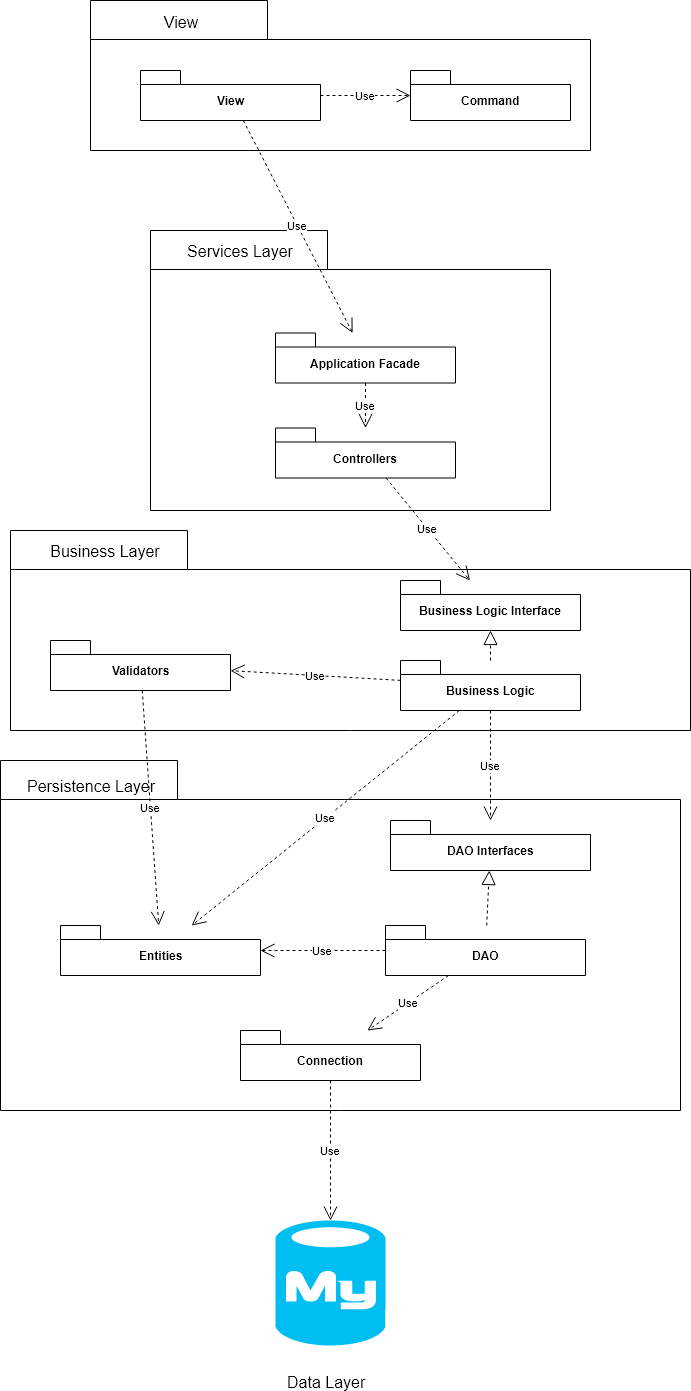 View
View
Use
Command
Use
Services Layer
Application Facade
Use
Controllers
Use
Business Layer
Business Logic Interface
Validators
Use
Business Logic
Use
Persistence Layer
Use
Use
DAO Interfaces
Entities
Use
DAO
Use
Connection
Use
My
Data Layer